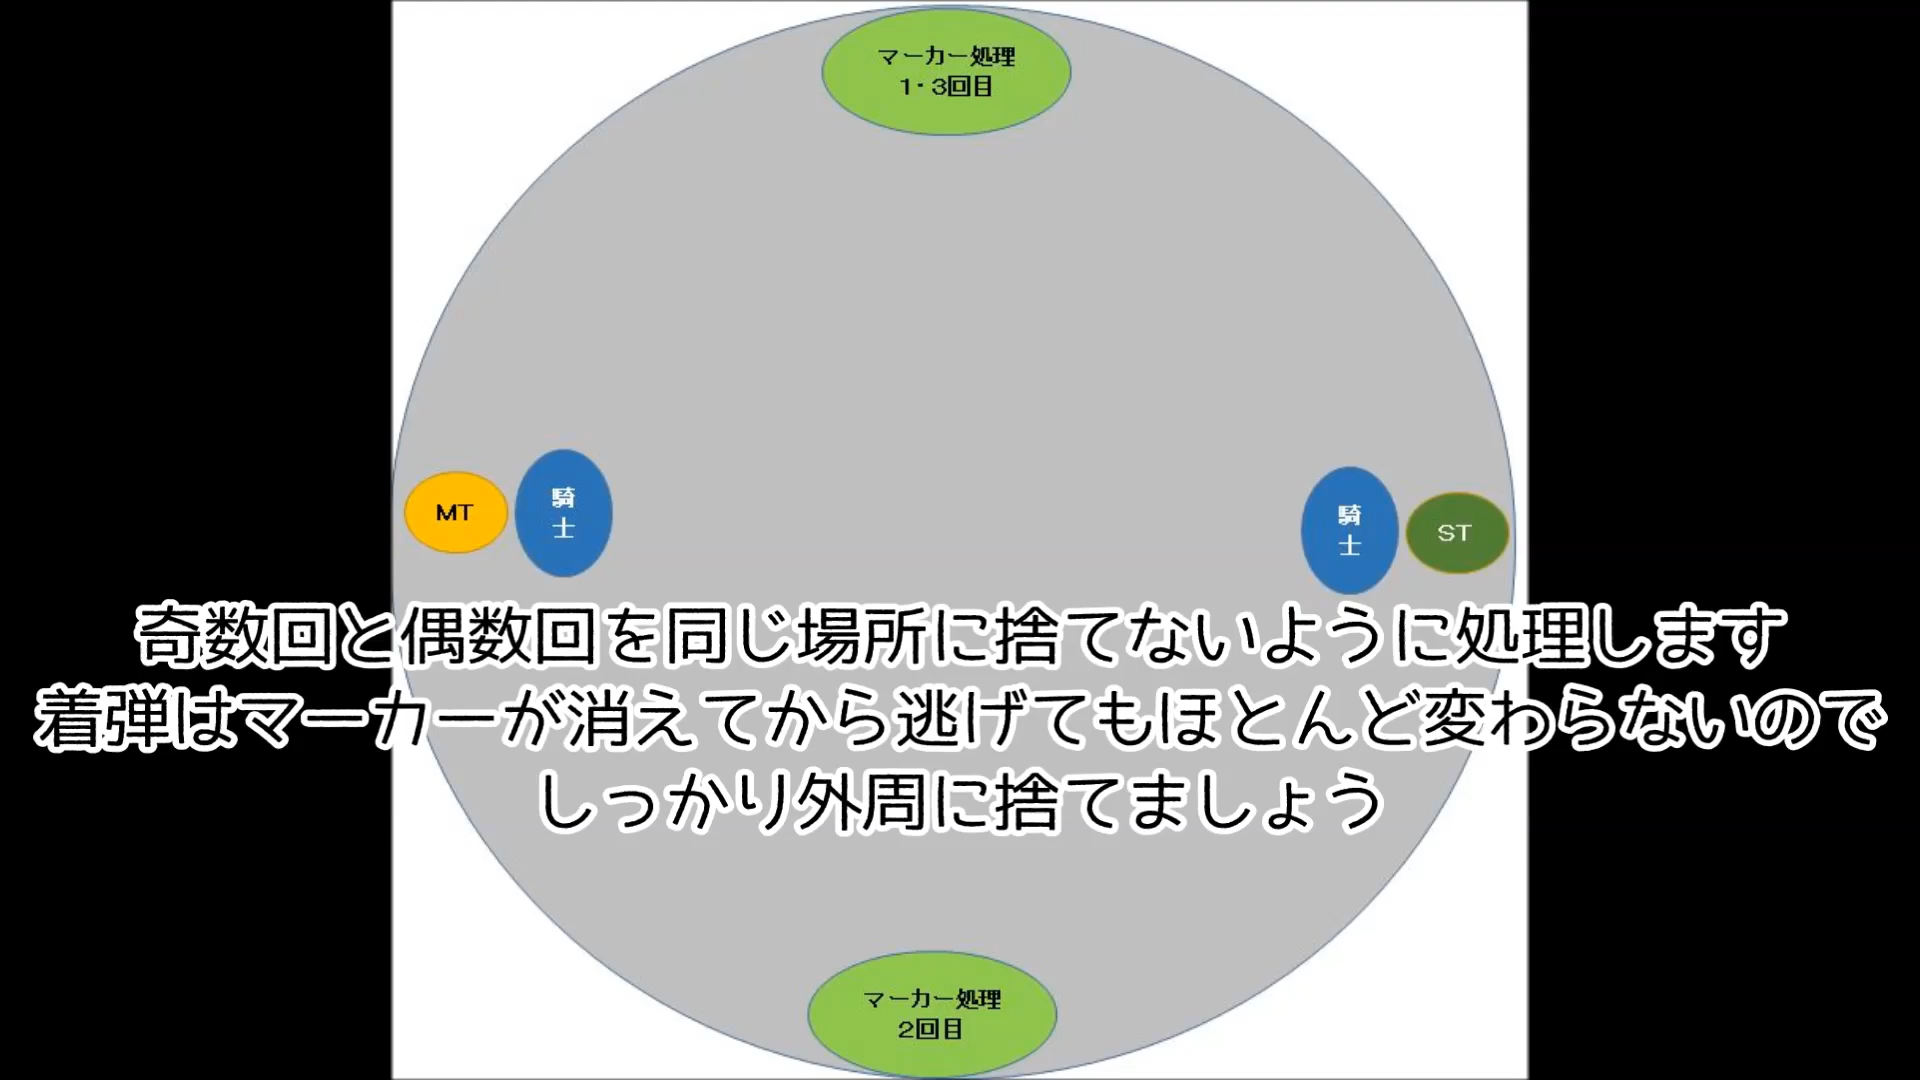 マーカー処理
1・3回目
MT
騎
士
騎
士
ST
奇数回と偶数回を同じ場所に捨てないように処理します
着弾はマーカーが消えてから逃げてもほとんど変わらないので
しっかり外周に捨てましょう
マーカー処理
2回目